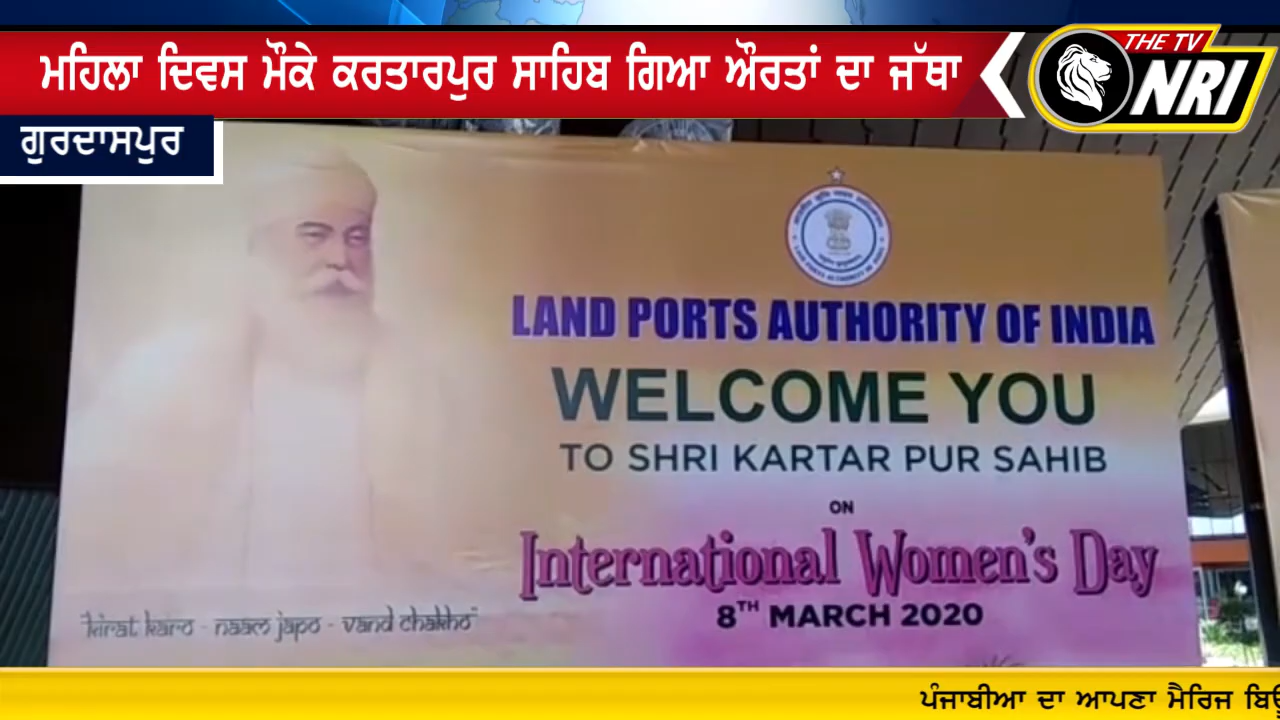 ਮਹਿਲਾ ਦਿਵਸ ਮੌਕੇ ਕਰਤਾਰਪੁਰ ਸਾਹਿਬ ਗਿਆ ਔਰਤਾਂ ਦਾ ਜੱਥਾ
THE TV
NRI
ਗੁਰਦਾਸਪੁਰ
LAND PORTS AUTHORITY OF INDIA
WELCOME YOU
TO SHRI KARTAR PUR SAHIB
ON
International Women's Day
8TH MARCH 2020
"kirat karo - naam japo - vand chakho"
ਪੰਜਾਬੀਆ ਦਾ ਆਪਣਾ ਮੈਰਿਜ